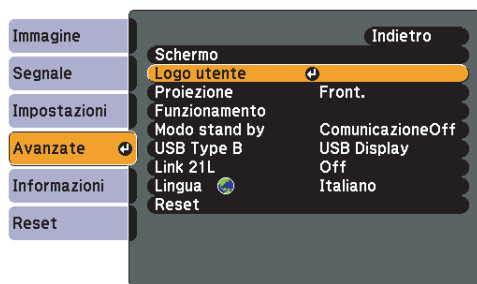 Immagine
Segnale
Impostazioni
Avanzate
Informazioni
Reset
Indietro
Schermo
Logo utente
Proiezione Front.
Funzionamento
Modo stand by ComunicazioneOff
USB Type B USB Display
Link 21L Off
Lingua Italiano
Reset